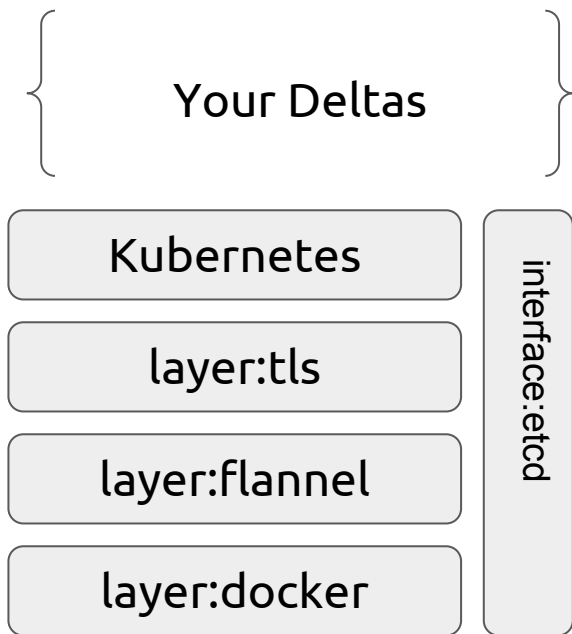 Your Deltas
Kubernetes
layer:tls
layer:flannel
layer:docker
interface:etcd